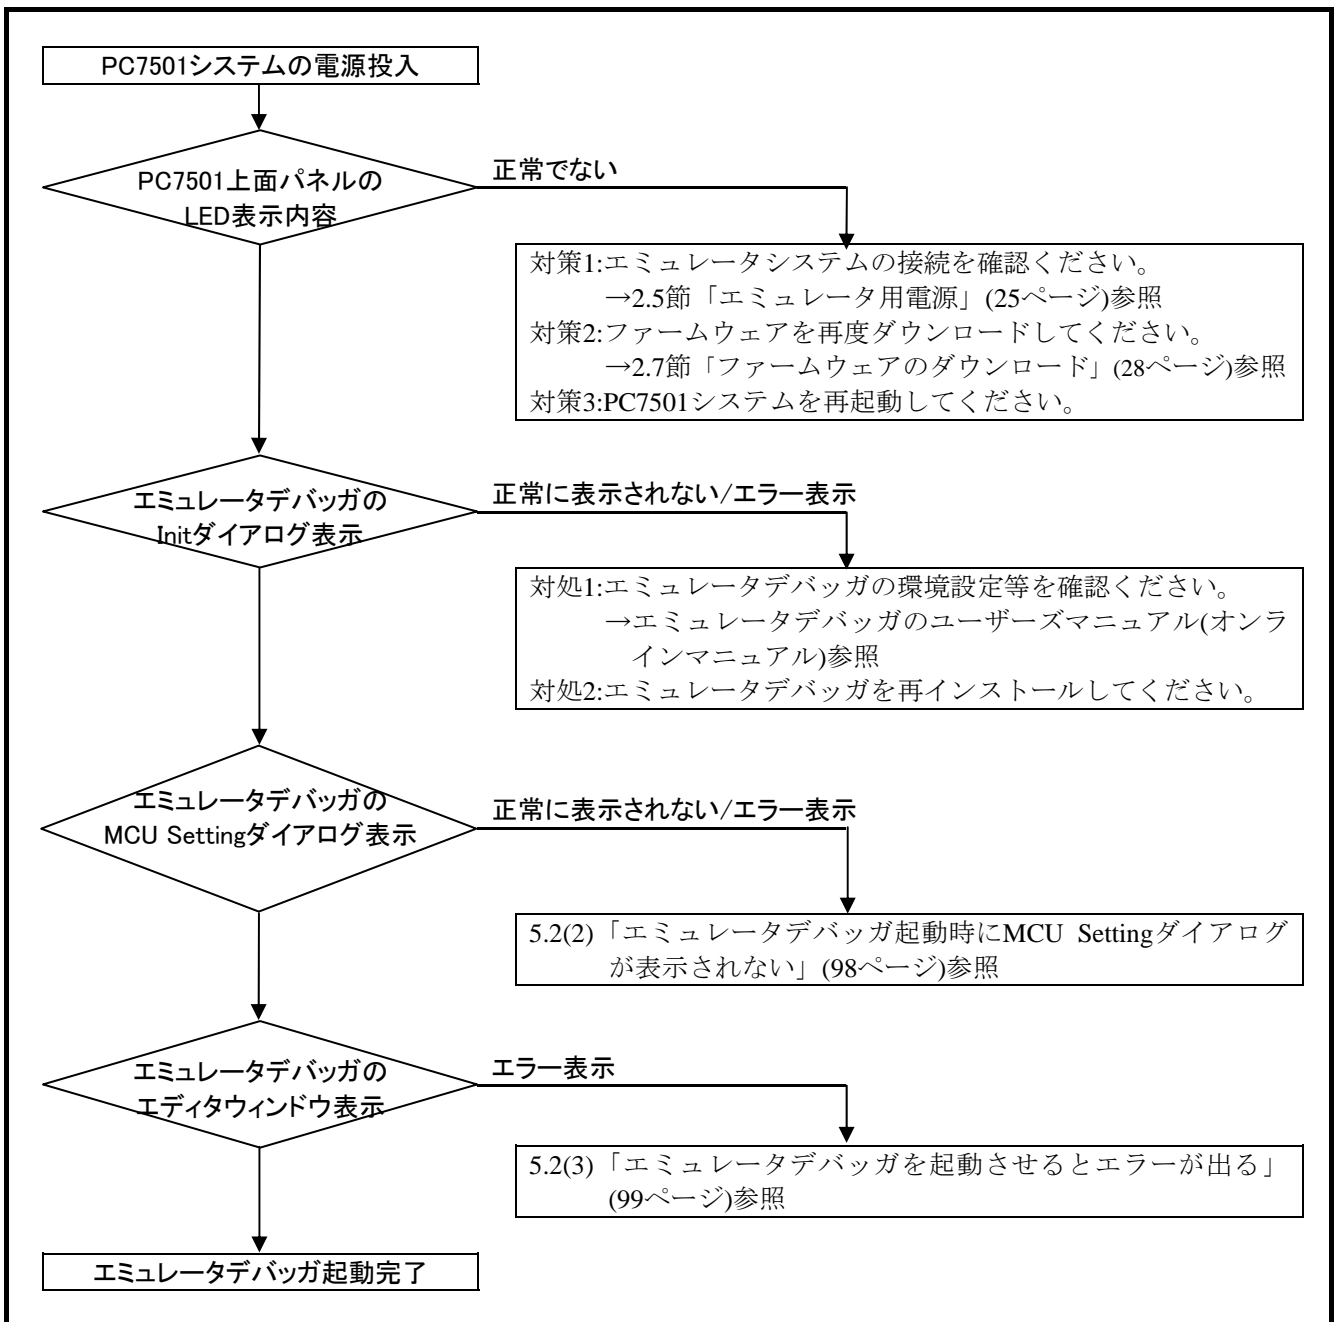 PC7501システムの電源投入
PC7501上面パネルの
LED表示内容
正常でない
対策1:エミュレータシステムの接続を確認ください。
→2.5節「エミュレータ用電源」(25ページ)参照
対策2:ファームウェアを再度ダウンロードしてください。
→2.7節「ファームウェアのダウンロード」(28ページ)参照
対策3:PC7501システムを再起動してください。
エミュレータデバッガの
Initダイアログ表示
正常に表示されない/エラー表示
対処1:エミュレータデバッガの環境設定等を確認ください。
→エミュレータデバッガのユーザーズマニュアル(オンラ
インマニュアル)参照
対処2:エミュレータデバッガを再インストールしてください。
エミュレータデバッガの
MCU Settingダイアログ表示
正常に表示されない/エラー表示
5.2(2)「エミュレータデバッガ起動時にMCU Settingダイアログ
が表示されない」(98ページ)参照
エミュレータデバッガの
エディタウィンドウ表示
エラー表示
5.2(3)「エミュレータデバッガを起動させるとエラーが出る」
(99ページ)参照
エミュレータデバッガ起動完了